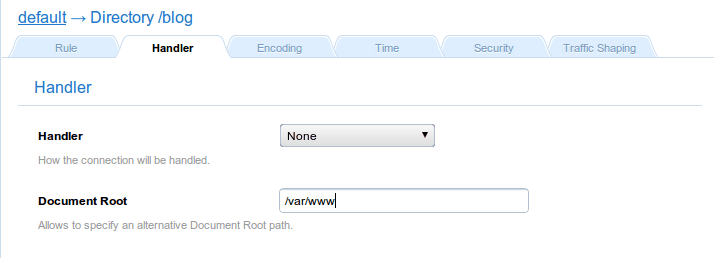 default → Directory /blog
Rule Handler Encoding Time Security Traffic Shaping
Handler
Handler None
How the connection will be handled.
Document Root /var/www
Allows to specify an alternative Document Root path.